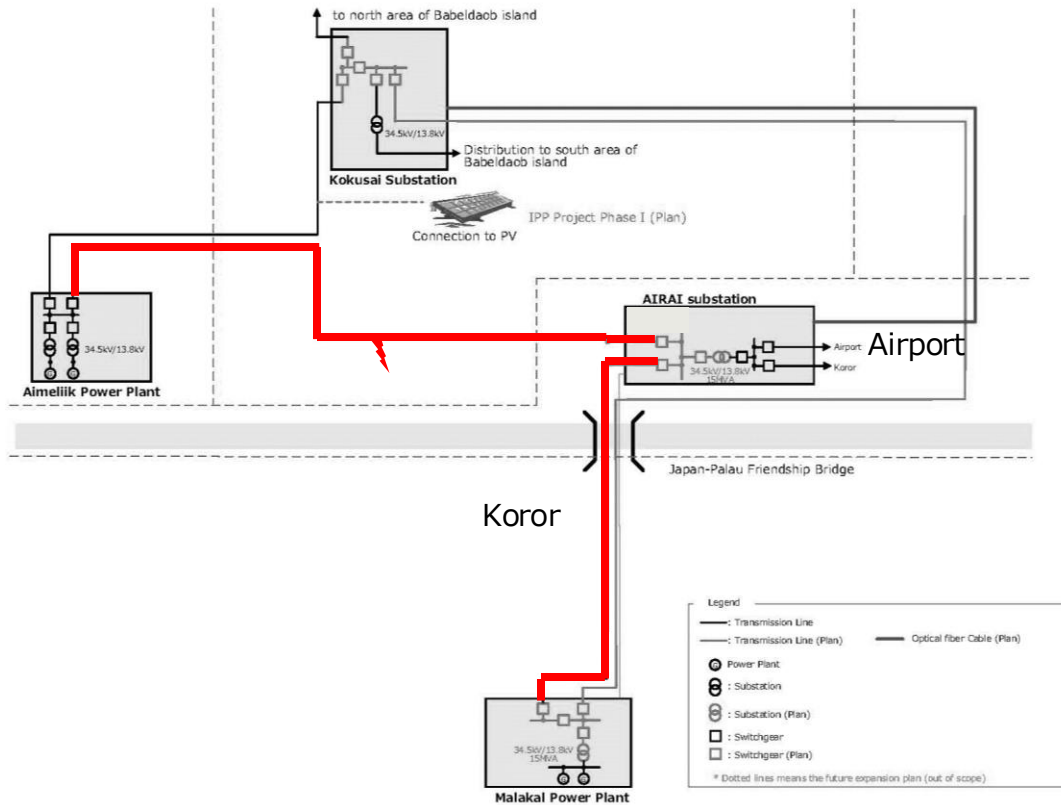 to north area of Babeldaob island
34.5kV/13.8kV
Distribution to south area of
Babeldaob island
Kokusai Substation
IPP Project Phase I (Plan)
Connection to PV
34.5kV/13.8kV
Aimeliik Power Plant
AIRAI substation
Airport
Koror
34.5kV/13.8kV
15MVA
Airport
Japan-Palau Friendship Bridge
Koror
34.5kV/13.8kV
15MVA
G G
Malakal Power Plant
Legend
: Transmission Line
: Transmission Line (Plan)
Optical fiber Cable (Plan)
G Power Plant
: Substation
: Substation (Plan)
: Switchgear
: Switchgear (Plan)
* Dotted lines means the future expansion plan (out of scope)